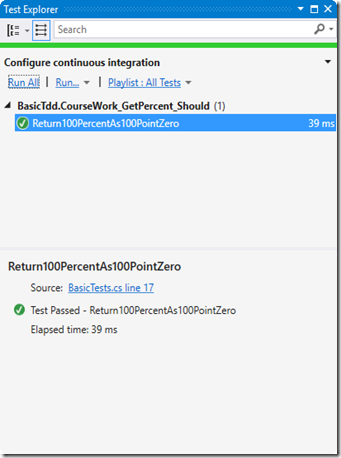 Test Explorer
Search
Configure continuous integration
Run All | Run... | Playlist : All Tests
BasicTdd.CourseWork_GetPercent_Should (1)
Return100PercentAs100PointZero 39 ms
Return100PercentAs100PointZero
Source: BasicTests.cs line 17
Test Passed - Return100PercentAs100PointZero
Elapsed time: 39 ms